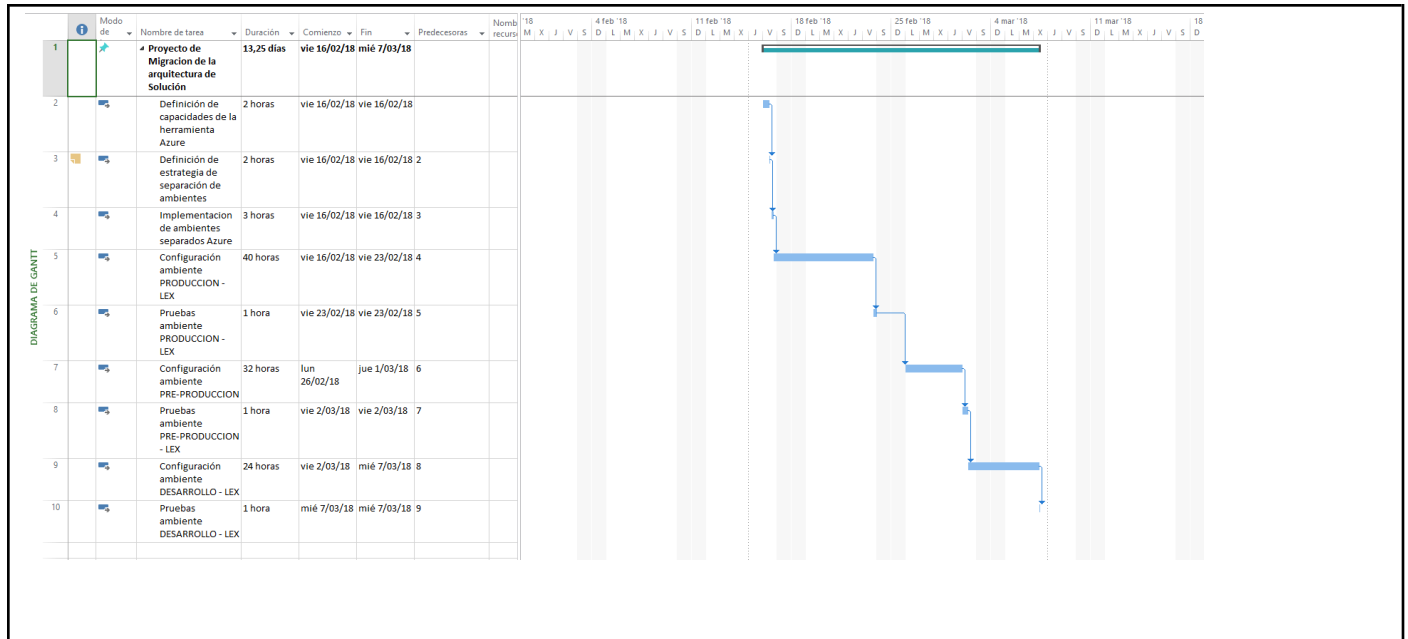 Modo de
Nombre de tarea
Duración
Comienzo
Fin
Predecesoras
Nomb
recurs
'18
4 feb '18
11 feb '18
18 feb '18
25 feb '18
4 mar '18
11 mar '18
18
M X J V S D L M X J V S D L M X J V S D L M X J V S D L M X J V S D L M X J V S D L M X J V S D
DIAGRAMA DE GANTT
1 Proyecto de 13,25 días vie 16/02/18 mié 7/03/18
Migracion de la
arquitectura de
Solución
2 Definición de 2 horas vie 16/02/18 vie 16/02/18
capacidades de la
herramienta
Azure
3 Definición de 2 horas vie 16/02/18 vie 16/02/18 2
estrategia de
separación de
ambientes
4 Implementacion 3 horas vie 16/02/18 vie 16/02/18 3
de ambientes
separados Azure
5 Configuración 40 horas vie 16/02/18 vie 23/02/18 4
ambiente
PRODUCCION -
LEX
6 Pruebas 1 hora vie 23/02/18 vie 23/02/18 5
ambiente
PRODUCCION -
LEX
7 Configuración 32 horas lun jue 1/03/18 6
ambiente 26/02/18
PRE-PRODUCCION
8 Pruebas 1 hora vie 2/03/18 vie 2/03/18 7
ambiente
PRE-PRODUCCION
- LEX
9 Configuración 24 horas vie 2/03/18 mié 7/03/18 8
ambiente
DESARROLLO - LEX
10 Pruebas 1 hora mié 7/03/18 mié 7/03/18 9
ambiente
DESARROLLO - LEX